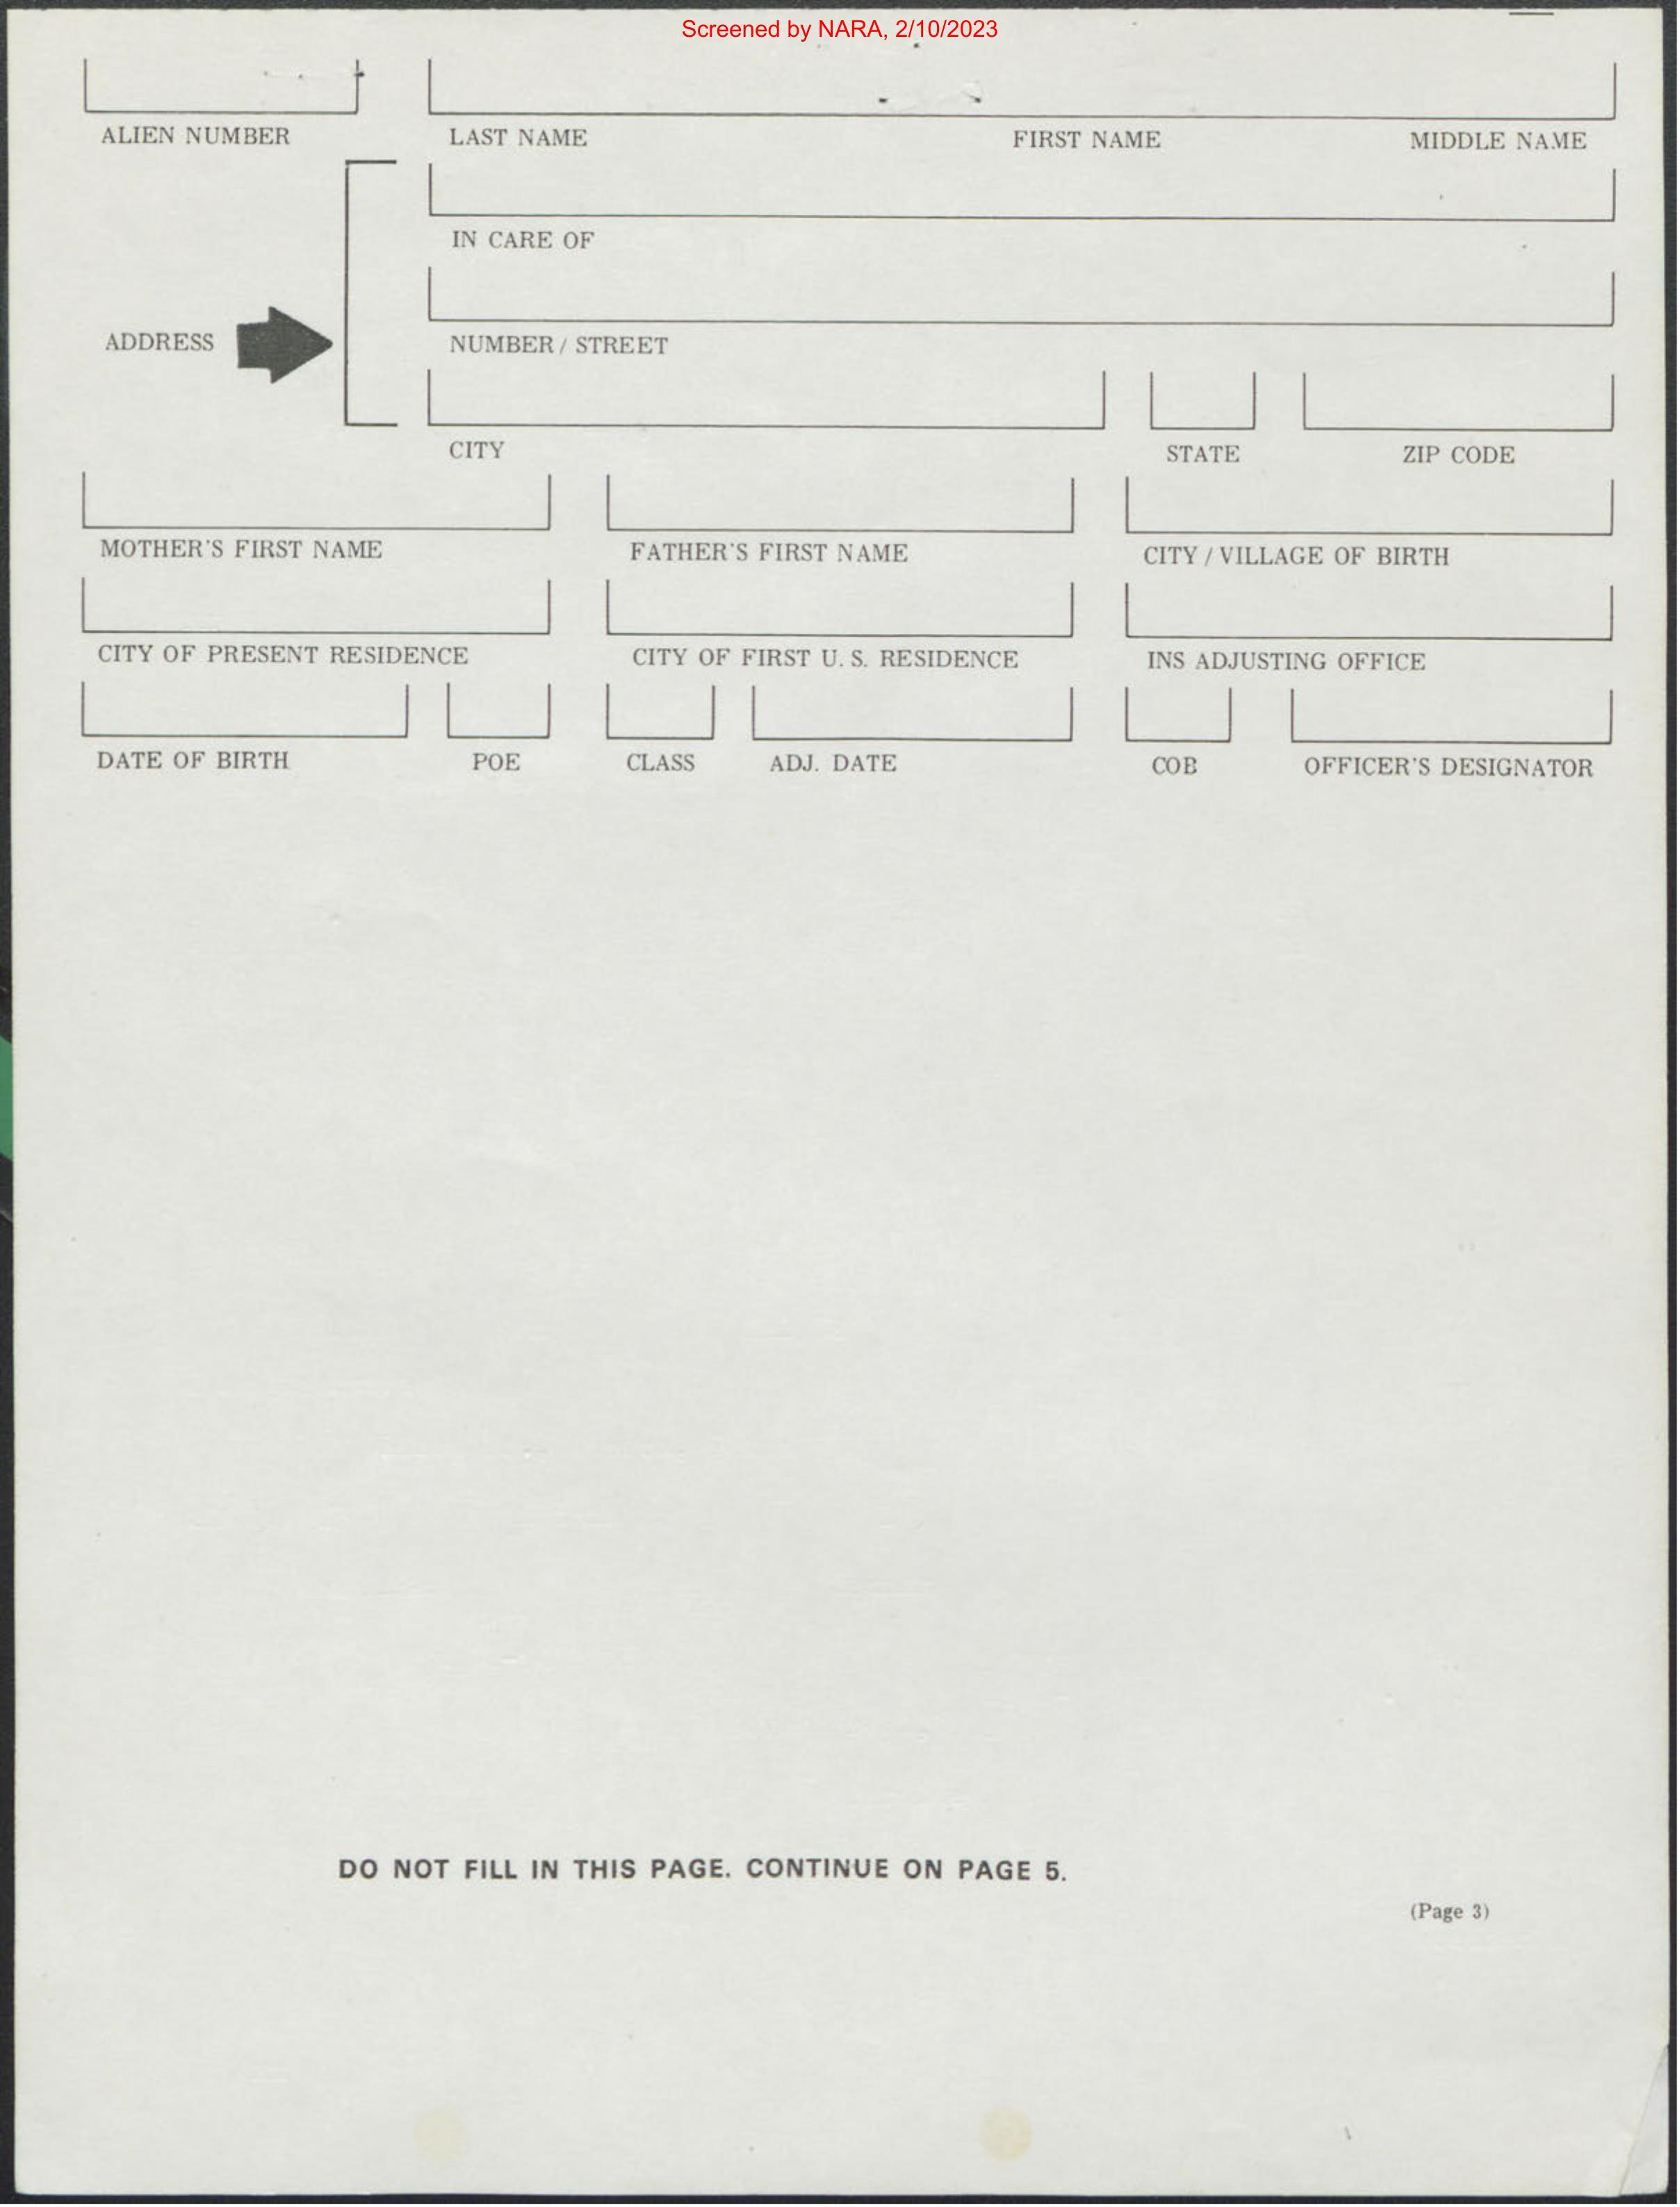 Screened by NARA, 2/10/2023
ALIEN NUMBER LAST NAME FIRST NAME MIDDLE NAME
IN CARE OF
ADDRESS NUMBER / STREET
CITY STATE ZIP CODE
MOTHER'S FIRST NAME FATHER'S FIRST NAME CITY / VILLAGE OF BIRTH
CITY OF PRESENT RESIDENCE CITY OF FIRST U. S. RESIDENCE INS ADJUSTING OFFICE
DATE OF BIRTH POE CLASS ADJ. DATE COB OFFICER'S DESIGNATOR
DO NOT FILL IN THIS PAGE. CONTINUE ON PAGE 5.
(Page 3)